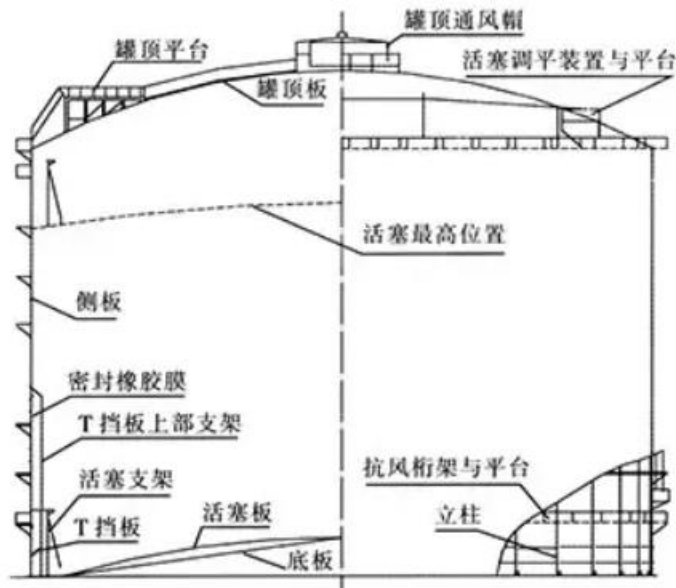 罐顶通风帽
罐顶平台
活塞调平装置与平台
罐顶板
活塞最高位置
侧板
密封橡胶膜
T挡板上部支架
抗风桁架与平台
活塞支架
活塞板
立柱
T挡板
底板